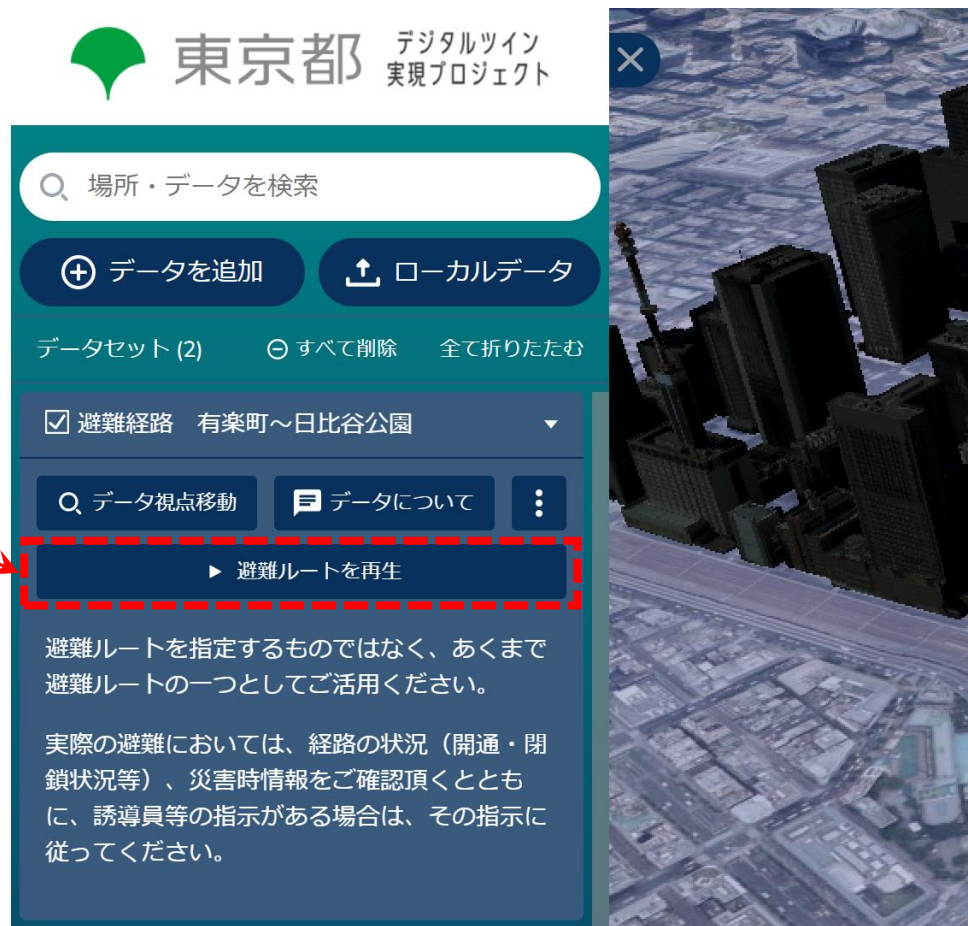 東京都 デジタルツイン
実現プロジェクト
場所・データを検索
データを追加
ローカルデータ
データセット (2) すべて削除 全て折りたたむ
避難経路 有楽町～日比谷公園
データ視点移動 データについて
避難ルートを再生
避難ルートを指定するものではなく、あくまで
避難ルートの一つとしてご活用ください。
実際の避難においては、経路の状況（開通・閉
鎖状況等）、災害時情報をご確認頂くととも
に、誘導員等の指示がある場合は、その指示に
従ってください。